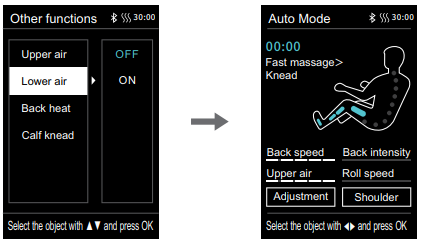 Other functions 30:00
Upper air
Lower air
Back heat
Calf knead
OFF
ON
Select the object with ▲▼ and press OK
Auto Mode 30:00
00:00
Fast massage>
Knead
Back speed Back intensity
Upper air Roll speed
Adjustment Shoulder
Select the object with ◀▶ and press OK